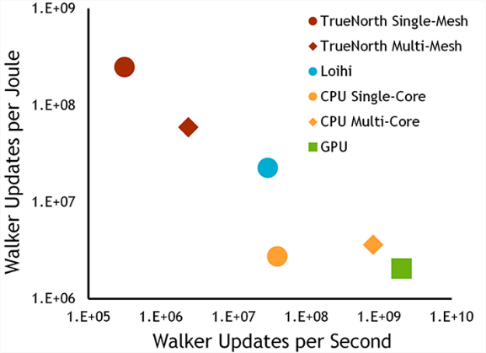 1.E+09
TrueNorth Single-Mesh
TrueNorth Multi-Mesh
Loihi
CPU Single-Core
CPU Multi-Core
GPU
1.E+08
1.E+07
1.E+06
Walker Updates per Joule
1.E+05 1.E+06 1.E+07 1.E+08 1.E+09 1.E+10
Walker Updates per Second